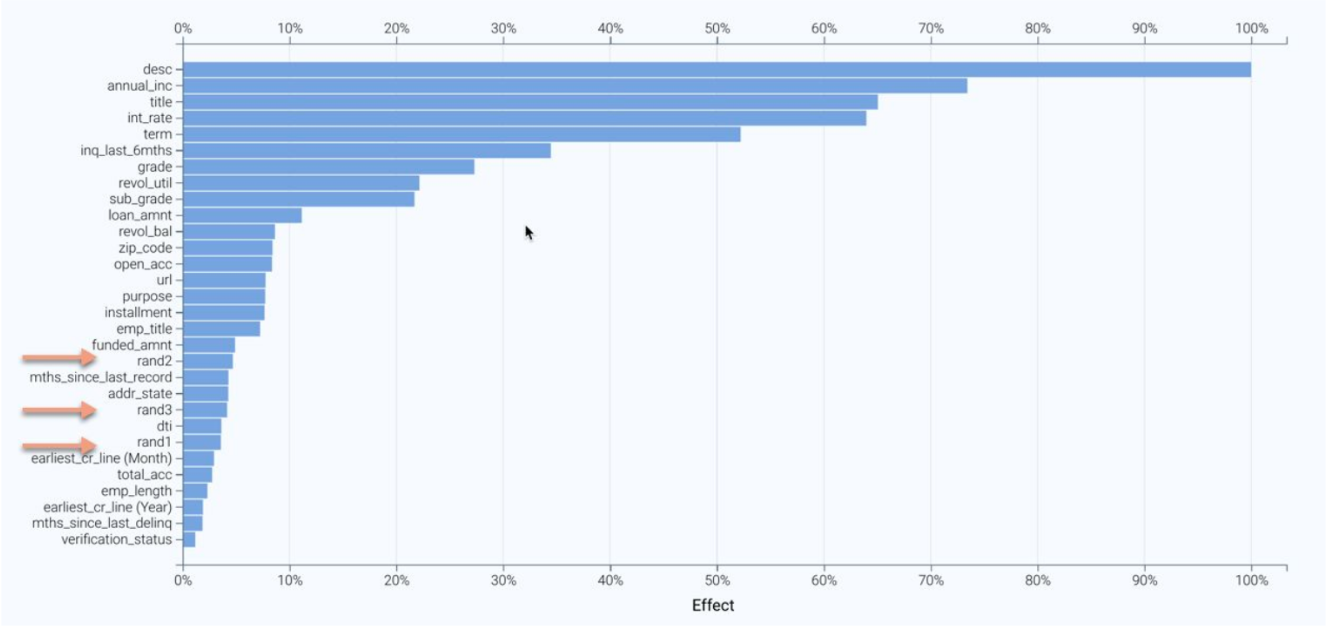 0% 10% 20% 30% 40% 50% 60% 70% 80% 90% 100%
desc
annual_inc
title
int_rate
term
inq_last_6mths
grade
revol_util
sub_grade
loan_amnt
revol_bal
zip_code
open_acc
url
purpose
installment
emp_title
funded_amnt
rand2
mths_since_last_record
addr_state
rand3
dti
rand1
earliest_cr_line (Month)
total_acc
emp_length
earliest_cr_line (Year)
mths_since_last_delinq
verification_status
0% 10% 20% 30% 40% 50% 60% 70% 80% 90% 100%
Effect